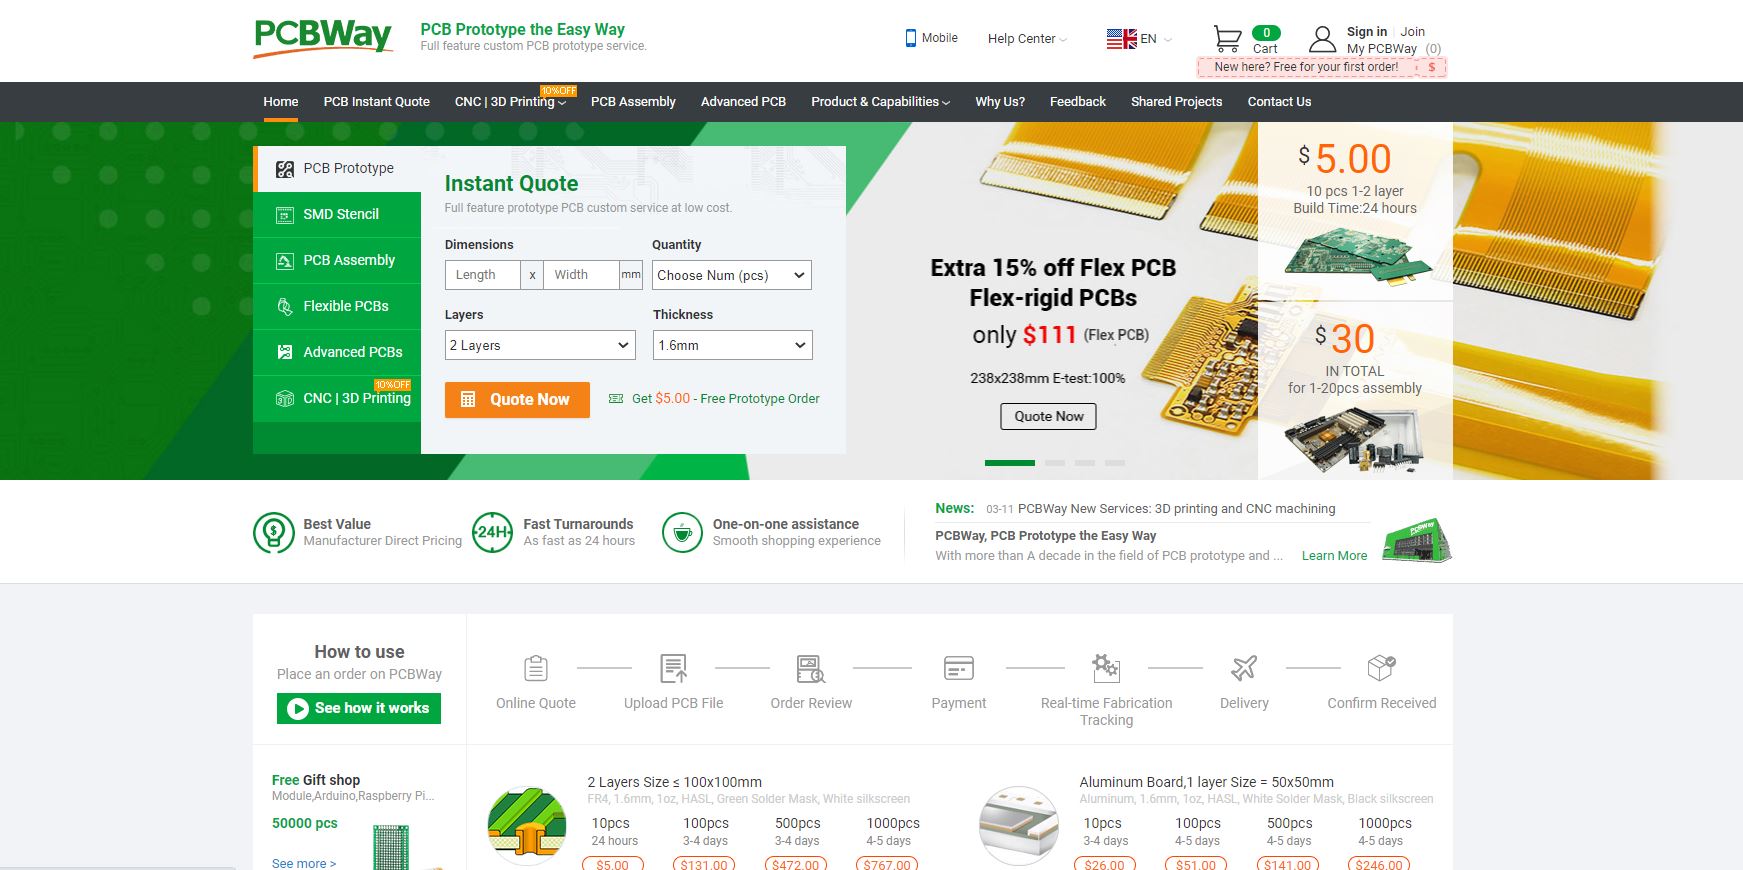 PCBWay
PCB Prototype the Easy Way
Full feature custom PCB prototype service.
Mobile
Help Center
EN
0
Cart
Sign in | Join
My PCBWay (0)
New here? Free for your first order! $
Home
PCB Instant Quote
CNC | 3D Printing
10%OFF
PCB Assembly
Advanced PCB
Product & Capabilities
Why Us?
Feedback
Shared Projects
Contact Us
PCB Prototype
SMD Stencil
PCB Assembly
Flexible PCBs
Advanced PCBs
10%OFF
CNC | 3D Printing
Instant Quote
Full feature prototype PCB custom service at low cost.
Dimensions
Quantity
Length x Width mm
Choose Num (pcs)
Layers
Thickness
2 Layers
1.6mm
Quote Now
Get $5.00 - Free Prototype Order
Extra 15% off Flex PCB
Flex-rigid PCBs
only $111 (Flex PCB)
238x238mm E-test:100%
Quote Now
$ 5.00
10 pcs 1-2 layer
Build Time:24 hours
$ 30
IN TOTAL
for 1-20pcs assembly
Best Value
Manufacturer Direct Pricing
24H
Fast Turnarounds
As fast as 24 hours
One-on-one assistance
Smooth shopping experience
News: 03-11 PCBWay New Services: 3D printing and CNC machining
PCBWay, PCB Prototype the Easy Way
With more than A decade in the field of PCB prototype and ... Learn More
PCBWay
How to use
Place an order on PCBWay
See how it works
Online Quote
Upload PCB File
Order Review
Payment
Real-time Fabrication
Tracking
Delivery
Confirm Received
Free Gift shop
Module,Arduino,Raspberry Pi...
50000 pcs
See more >
2 Layers Size ≤ 100x100mm
FR4, 1.6mm, 1oz, HASL, Green Solder Mask, White silkscreen
10pcs 100pcs 500pcs 1000pcs
24 hours 3-4 days 3-4 days 4-5 days
$5.00 $131.00 $472.00 $767.00
Aluminum Board,1 layer Size = 50x50mm
Aluminum, 1.6mm, 1oz, HASL, White Solder Mask, Black silkscreen
10pcs 100pcs 500pcs 1000pcs
3-4 days 4-5 days 4-5 days 4-5 days
$26.00 $51.00 $141.00 $246.00